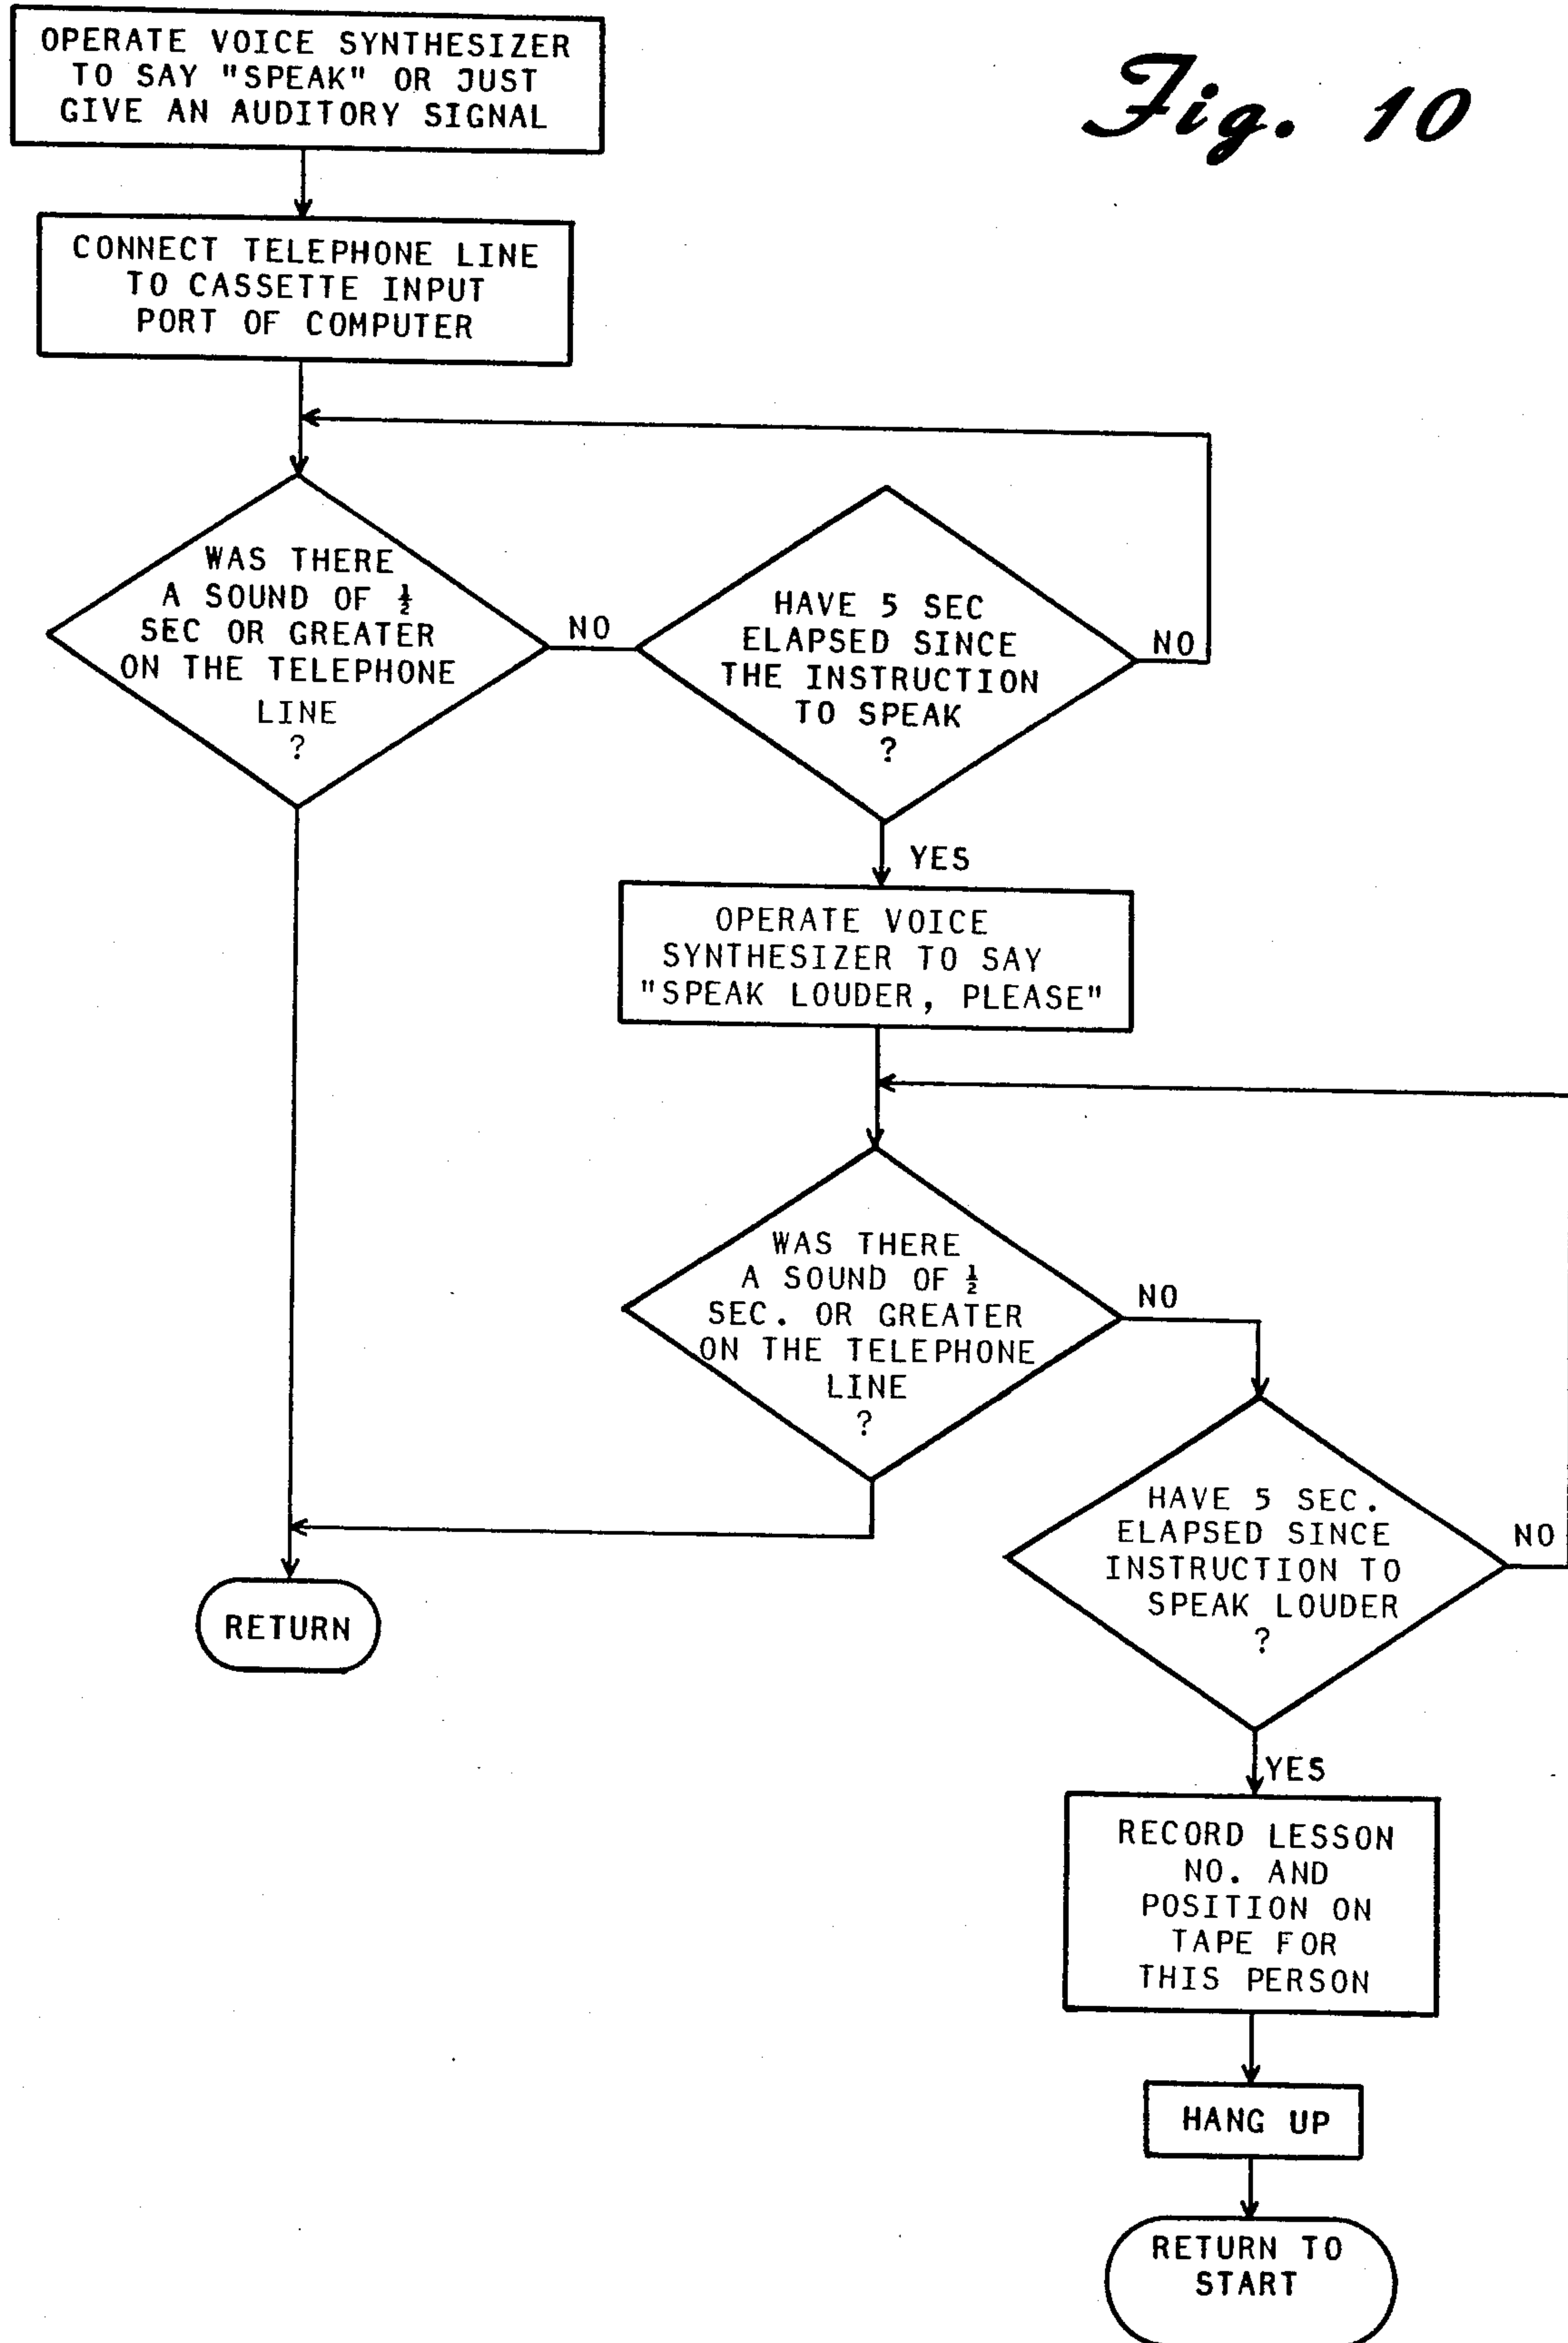 Fig. 10
OPERATE VOICE SYNTHESIZER
TO SAY "SPEAK" OR JUST
GIVE AN AUDITORY SIGNAL
CONNECT TELEPHONE LINE
TO CASSETTE INPUT
PORT OF COMPUTER
WAS THERE
A SOUND OF ½
SEC OR GREATER
ON THE TELEPHONE
LINE
?
NO
HAVE 5 SEC
ELAPSED SINCE
THE INSTRUCTION
TO SPEAK
?
NO
YES
OPERATE VOICE
SYNTHESIZER TO SAY
"SPEAK LOUDER, PLEASE"
WAS THERE
A SOUND OF ½
SEC. OR GREATER
ON THE TELEPHONE
LINE
?
NO
HAVE 5 SEC.
ELAPSED SINCE
INSTRUCTION TO
SPEAK LOUDER
?
NO
RETURN
YES
RECORD LESSON
NO. AND
POSITION ON
TAPE FOR
THIS PERSON
HANG UP
RETURN TO
START